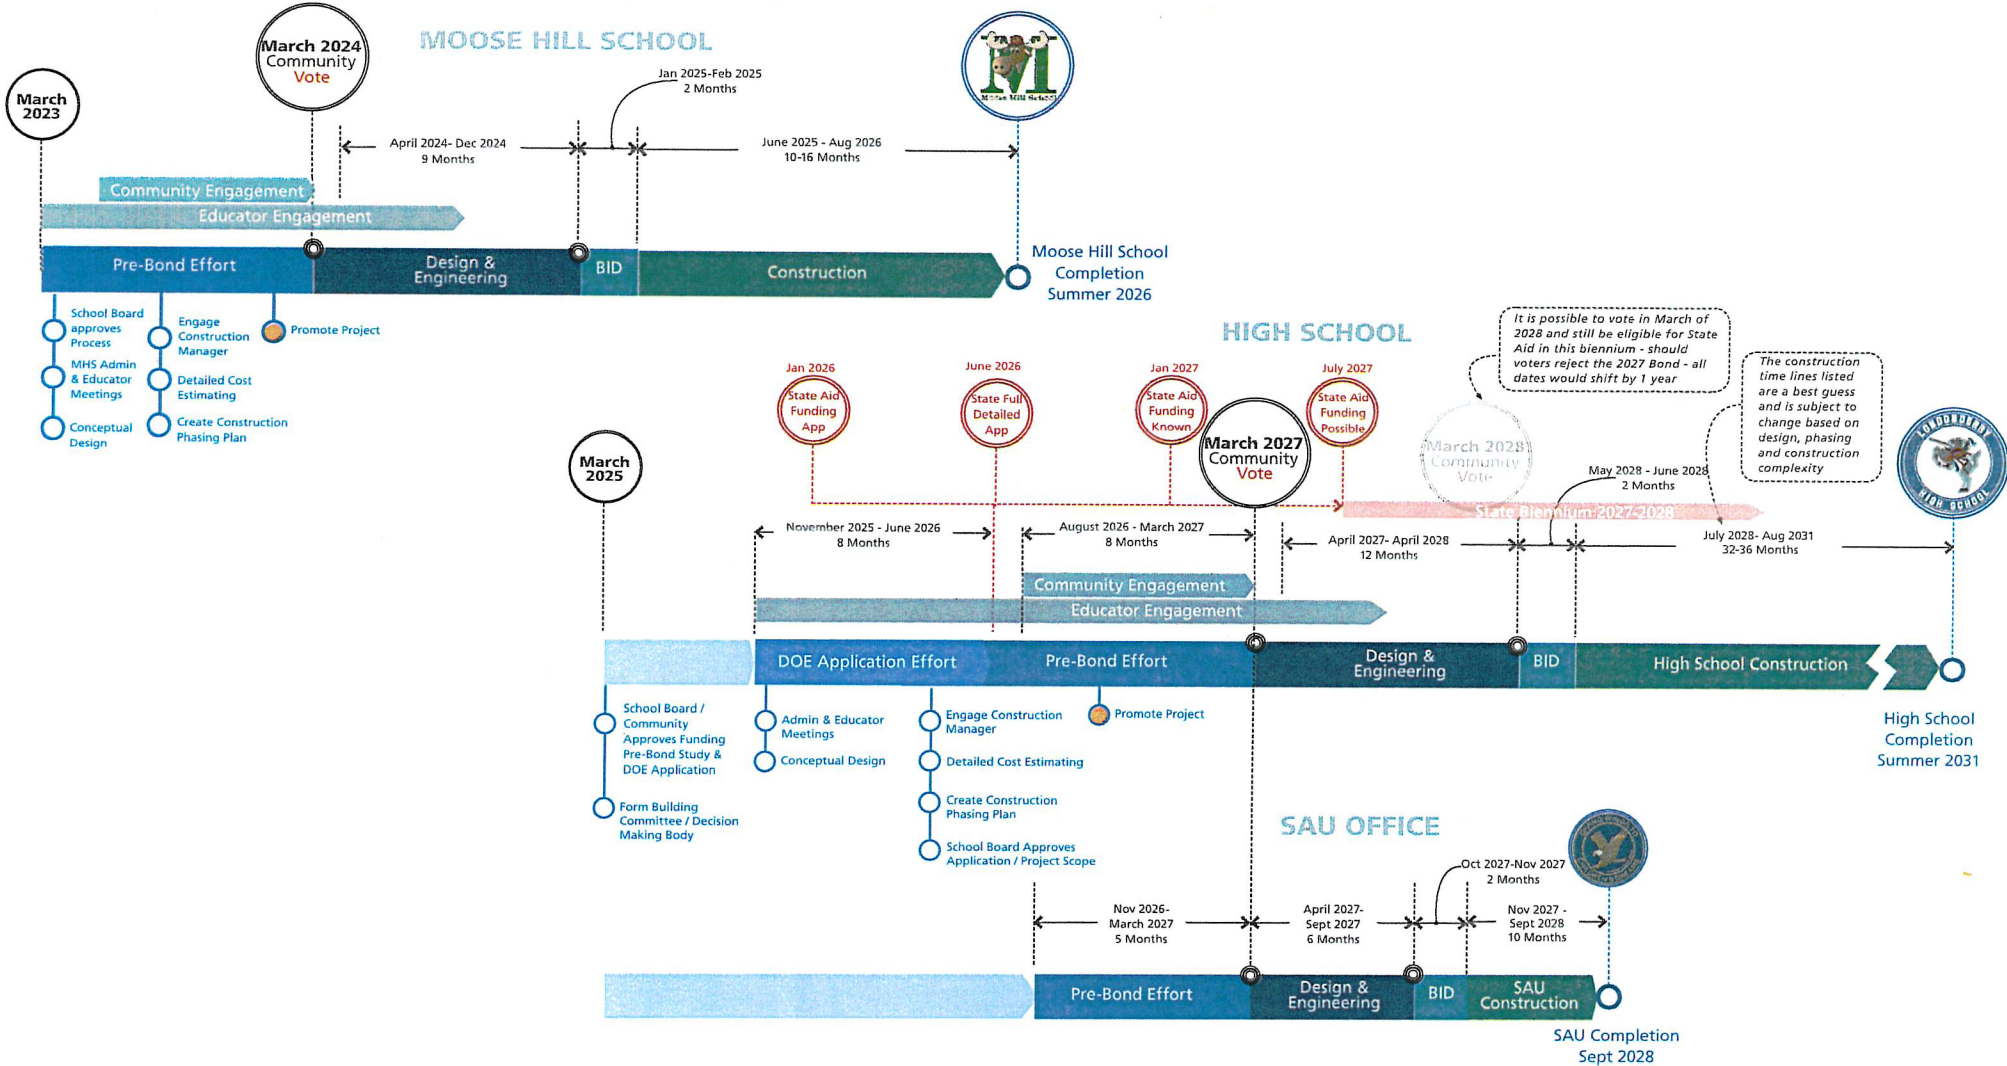 MOOSE HILL SCHOOL
March 2024
Community
Vote
March
2023
Jan 2025-Feb 2025
2 Months
M
Moose Hill School
April 2024- Dec 2024
9 Months
June 2025 - Aug 2026
10-16 Months
Community Engagement
Educator Engagement
Pre-Bond Effort
Design &
Engineering
BID
Construction
Moose Hill School
Completion
Summer 2026
School Board
approves
Process
MHS Admin
& Educator
Meetings
Conceptual
Design
Engage
Construction
Manager
Detailed Cost
Estimating
Create Construction
Phasing Plan
Promote Project
HIGH SCHOOL
It is possible to vote in March of
2028 and still be eligible for State
Aid in this biennium - should
voters reject the 2027 Bond - all
dates would shift by 1 year
The construction
time lines listed
are a best guess
and is subject to
change based on
design, phasing
and construction
complexity
Jan 2026
State Aid
Funding
App
June 2026
State Full
Detailed
App
Jan 2027
State Aid
Funding
Known
July 2027
State Aid
Funding
Possible
March
2025
March 2027
Community
Vote
March 2028
Community
Vote
May 2028 - June 2028
2 Months
LONDONDERRY
HIGH SCHOOL
State Biennium 2027-2028
November 2025 - June 2026
8 Months
August 2026 - March 2027
8 Months
April 2027- April 2028
12 Months
July 2028- Aug 2031
32-36 Months
Community Engagement
Educator Engagement
DOE Application Effort
Pre-Bond Effort
Design &
Engineering
BID
High School Construction
High School
Completion
Summer 2031
School Board /
Community
Approves Funding
Pre-Bond Study &
DOE Application
Form Building
Committee / Decision
Making Body
Admin & Educator
Meetings
Conceptual Design
Engage Construction
Manager
Detailed Cost Estimating
Create Construction
Phasing Plan
School Board Approves
Application / Project Scope
Promote Project
SAU OFFICE
Oct 2027-Nov 2027
2 Months
Nov 2026-
March 2027
5 Months
April 2027-
Sept 2027
6 Months
Nov 2027 -
Sept 2028
10 Months
Pre-Bond Effort
Design &
Engineering
BID
SAU
Construction
SAU Completion
Sept 2028